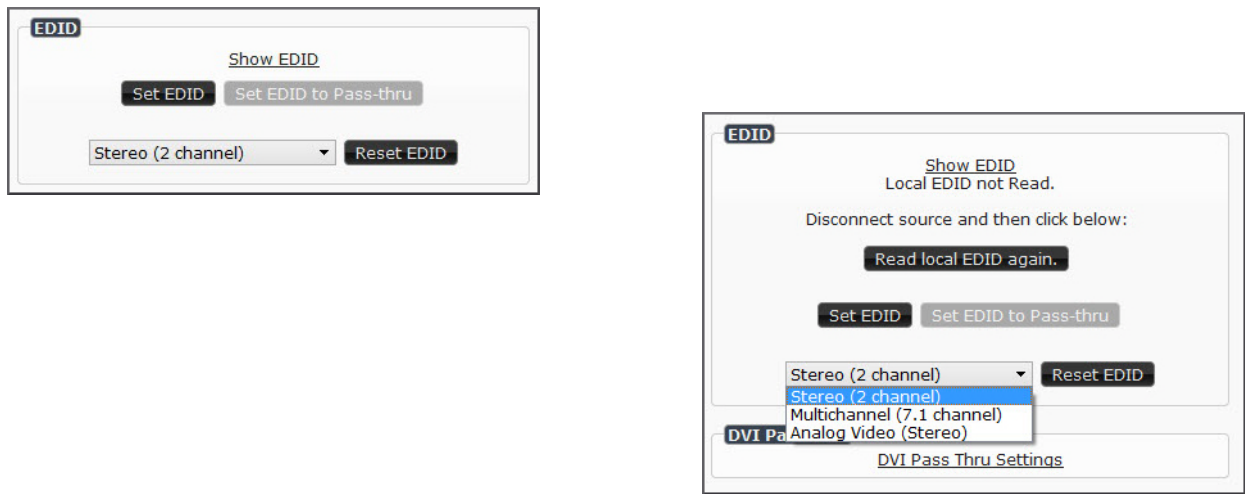 EDID
Show EDID
Set EDID Set EDID to Pass-thru
Stereo (2 channel) Reset EDID
EDID
Show EDID
Local EDID not Read.
Disconnect source and then click below:
Read local EDID again.
Set EDID Set EDID to Pass-thru
Stereo (2 channel) Reset EDID
Stereo (2 channel)
Multichannel (7.1 channel)
Analog Video (Stereo)
DVI Pa
DVI Pass Thru Settings